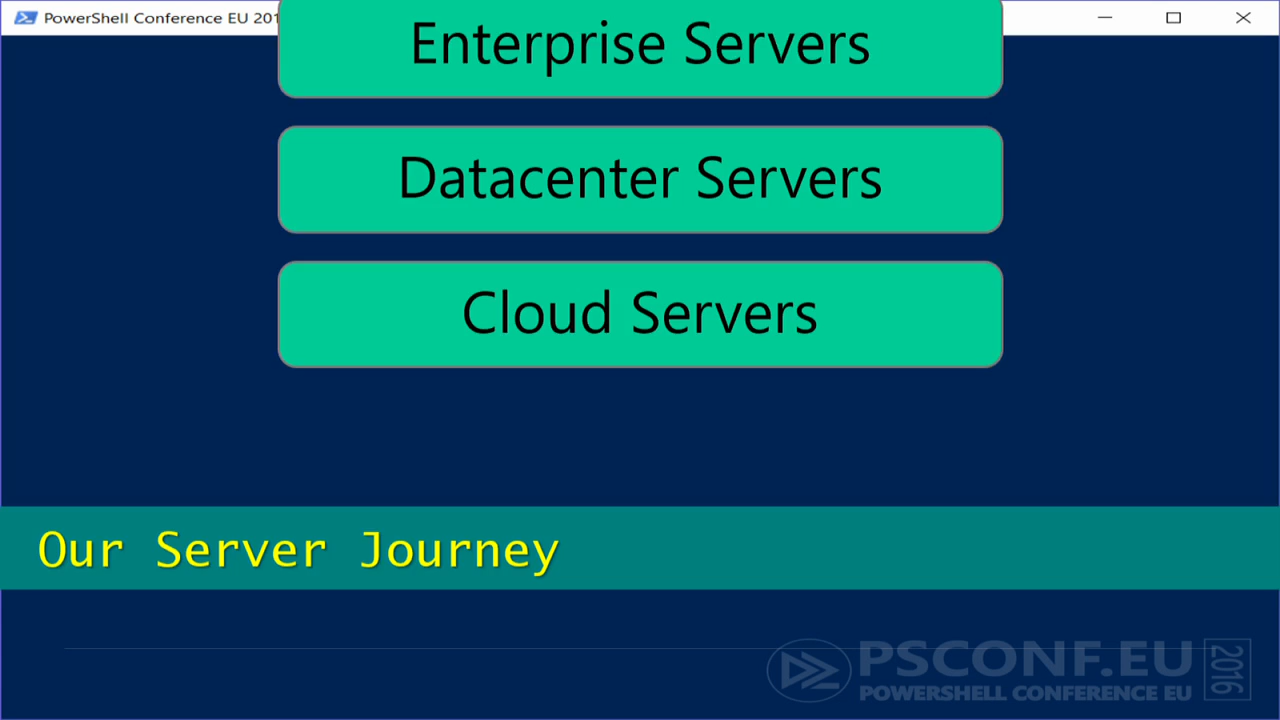 PowerShell Conference EU 201
Enterprise Servers
Datacenter Servers
Cloud Servers
Our Server Journey
PSCONF.EU
POWERSHELL CONFERENCE EU
2016